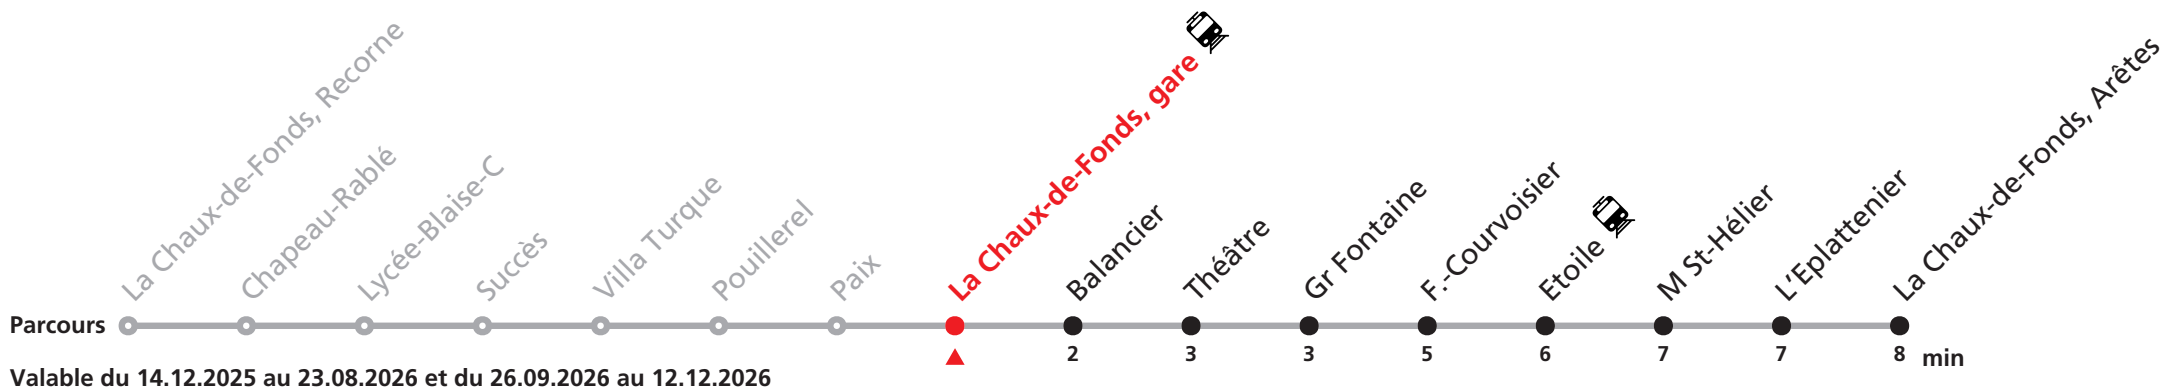 La Chaux-de-Fonds, Recorne
Chapeau-Rablé
Lycée-Blaise-C
Succès
Villa Turque
Pouillerel
Paix
La Chaux-de-Fonds, gare
Balancier
Théâtre
Gr Fontaine
F.-Courvoisier
Etoile
M St-Hélier
L'Eplattenier
La Chaux-de-Fonds, Arêtes
Parcours
2 3 3 5 6 7 7 8 min
Valable du 14.12.2025 au 23.08.2026 et du 26.09.2026 au 12.12.2026